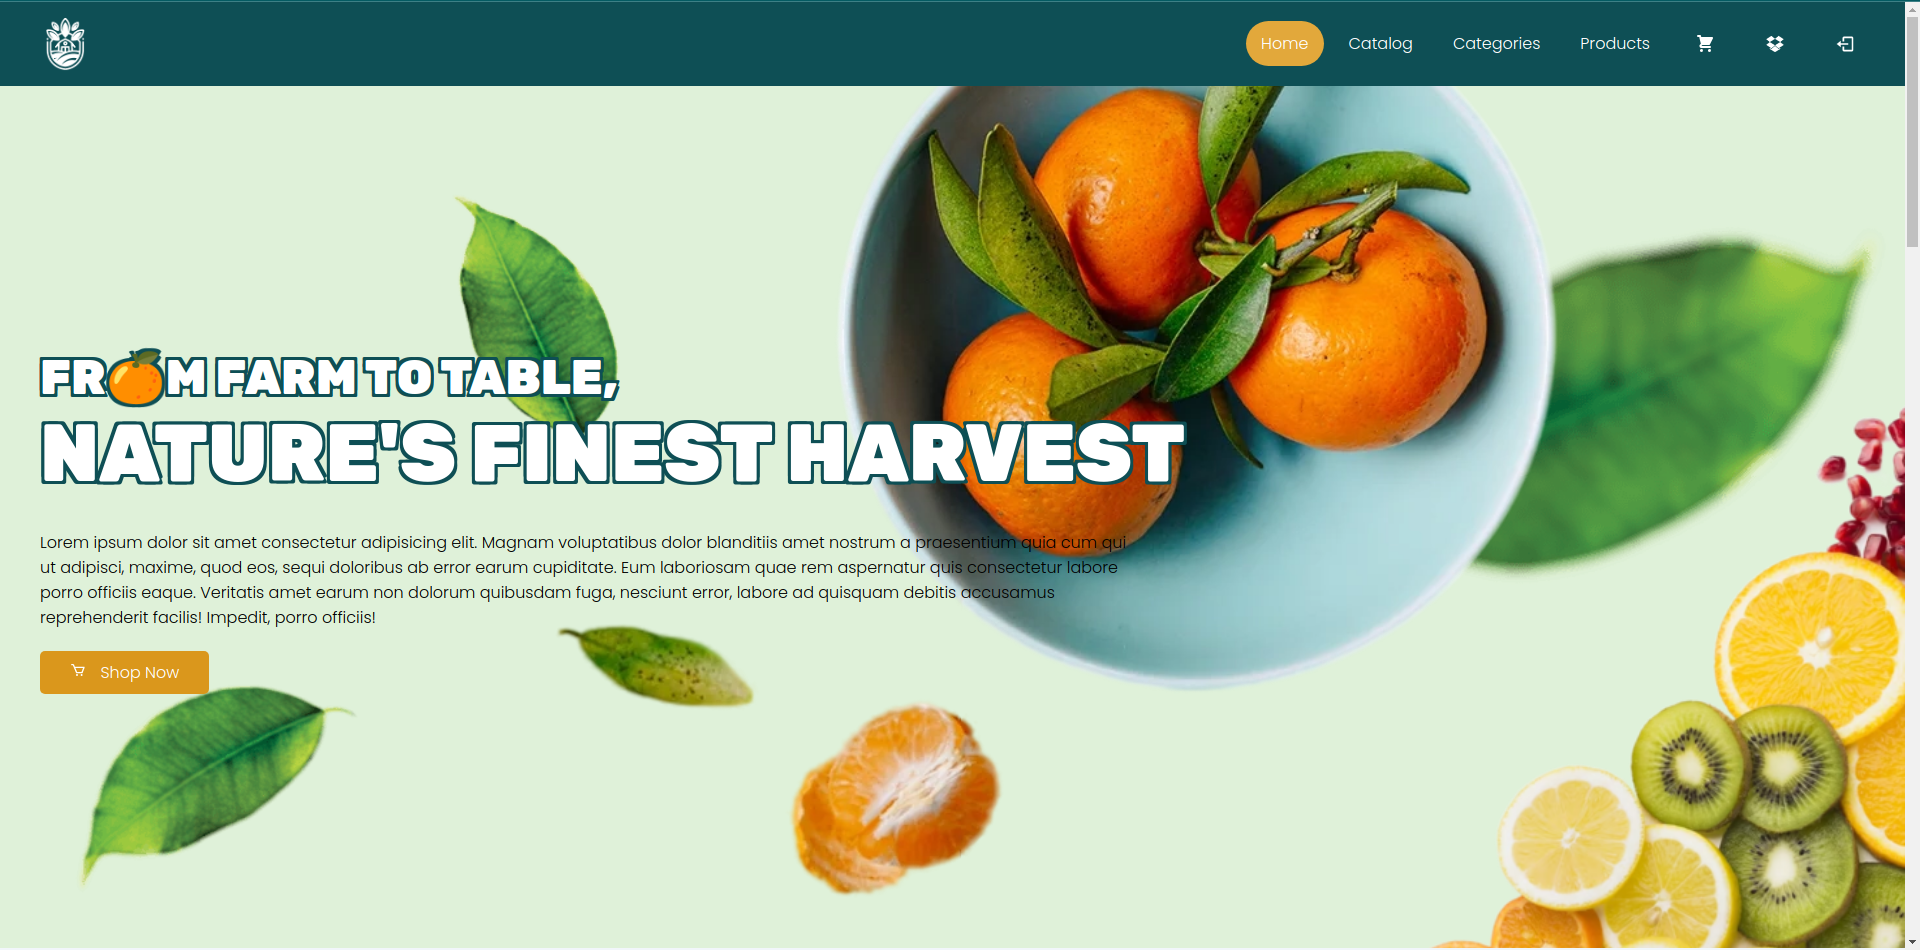 Home Catalog Categories Products
FR🍊M FARM TO TABLE,
NATURE'S FINEST HARVEST
Lorem ipsum dolor sit amet consectetur adipisicing elit. Magnam voluptatibus dolor blanditiis amet nostrum a praesentium quia cum qui
ut adipisci, maxime, quod eos, sequi doloribus ab error earum cupiditate. Eum laboriosam quae rem aspernatur quis consectetur labore
porro officiis eaque. Veritatis amet earum non dolorum quibusdam fuga, nesciunt error, labore ad quisquam debitis accusamus
reprehenderit facilis! Impedit, porro officiis!
Shop Now